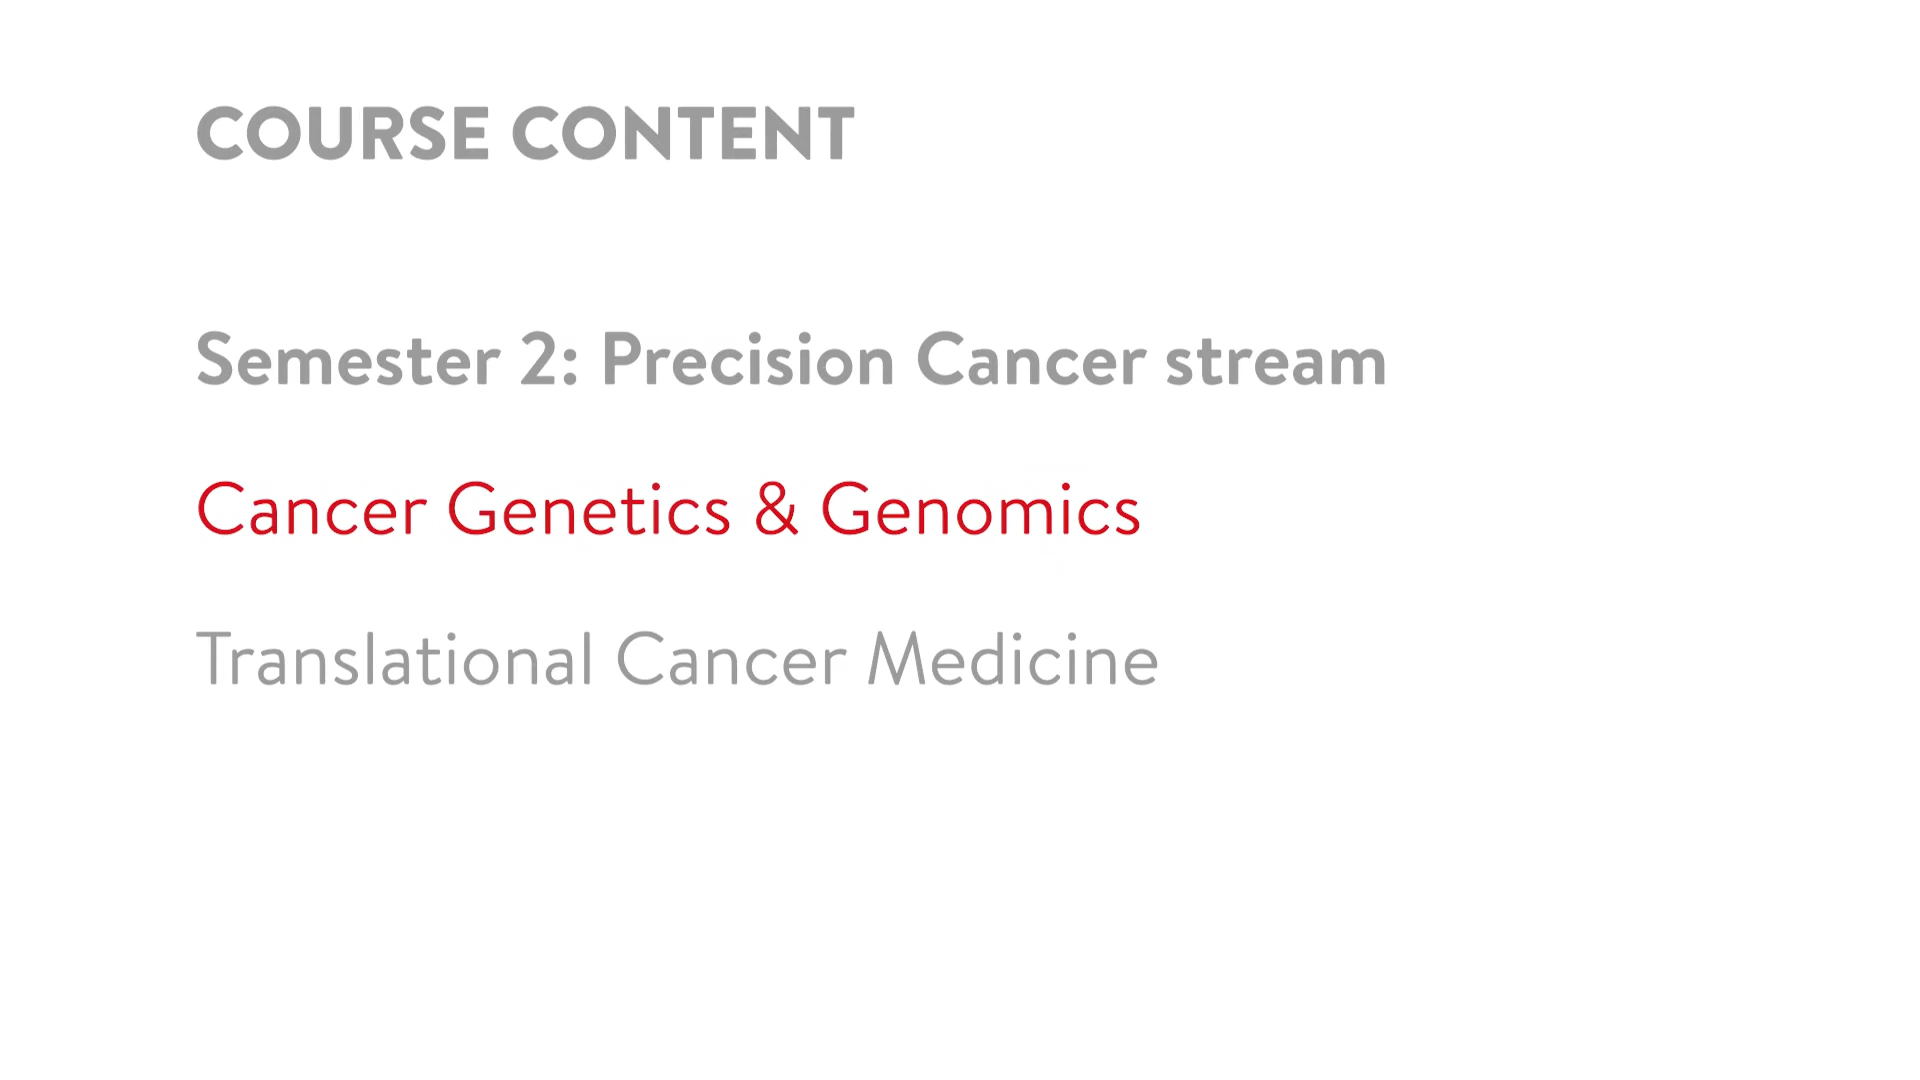 COURSE CONTENT
Semester 2: Precision Cancer stream
Cancer Genetics & Genomics
Translational Cancer Medicine